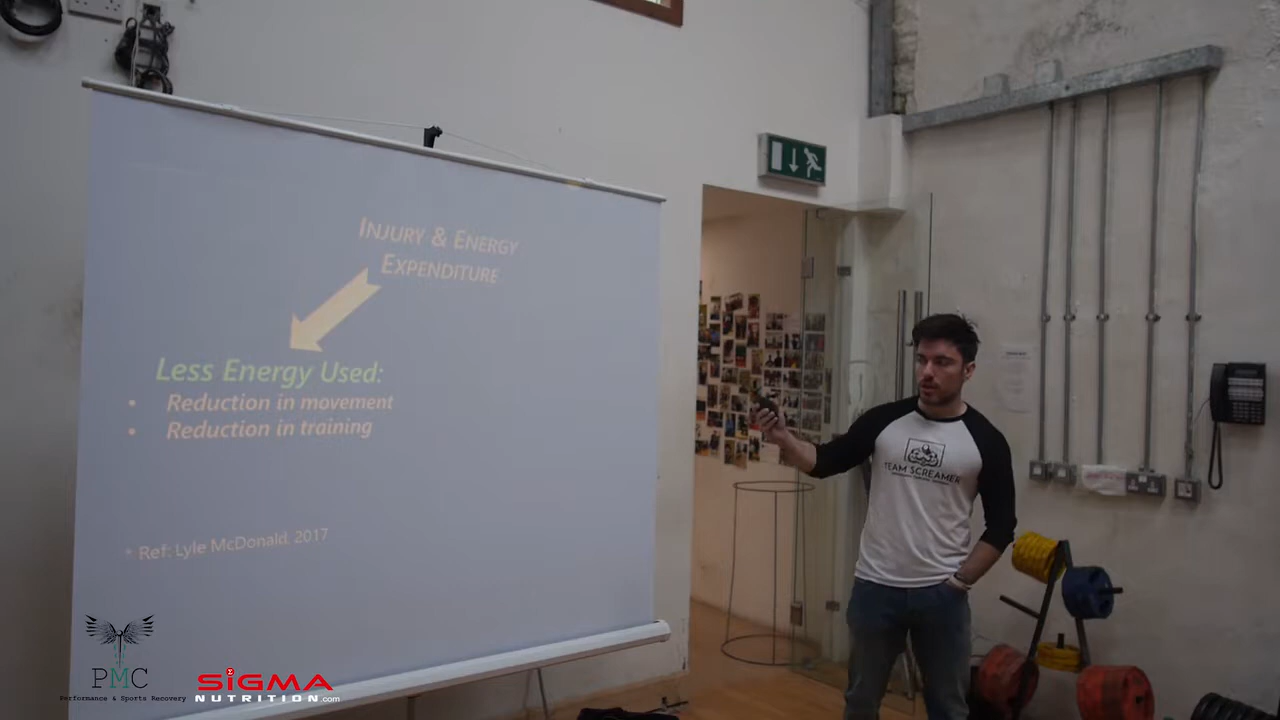 INJURY & ENERGY
EXPENDITURE
Less Energy Used:
• Reduction in movement
• Reduction in training
* Ref: Lyle McDonald. 2017
TEAM SCREAMER
PMC
Performance & Sports Recovery
SIGMA
NUTRITION.com